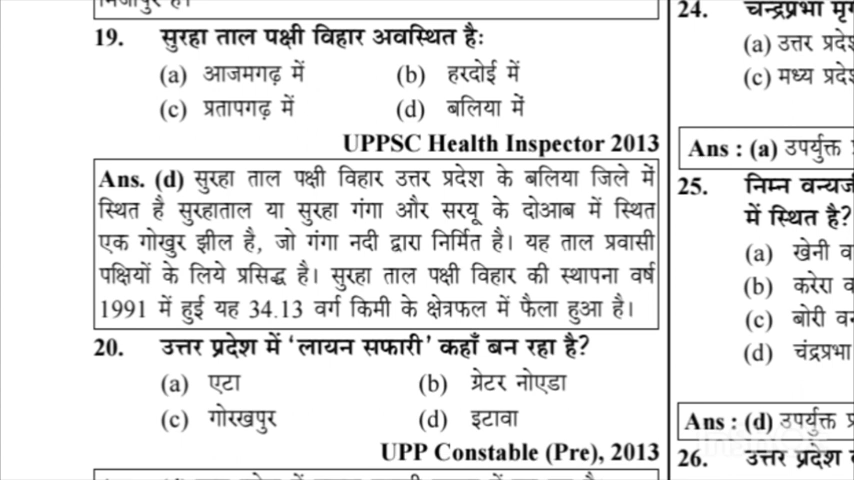 19. सुरहा ताल पक्षी विहार अवस्थित है:
(a) आजमगढ़ में (b) हरदोई में
(c) प्रतापगढ़ में (d) बलिया में
UPPSC Health Inspector 2013
Ans. (d) सुरहा ताल पक्षी विहार उत्तर प्रदेश के बलिया जिले में
स्थित है सुरहाताल या सुरहा गंगा और सरयू के दोआब में स्थित
एक गोखुर झील है, जो गंगा नदी द्वारा निर्मित है। यह ताल प्रवासी
पक्षियों के लिये प्रसिद्ध है। सुरहा ताल पक्षी विहार की स्थापना वर्ष
1991 में हुई यह 34.13 वर्ग किमी के क्षेत्रफल में फैला हुआ है।
20. उत्तर प्रदेश में ‘लायन सफारी’ कहाँ बन रहा है?
(a) एटा (b) ग्रेटर नोएडा
(c) गोरखपुर (d) इटावा
UPP Constable (Pre), 2013
24. चन्द्रप्रभा
(a) उत्तर
(c) मध्य
Ans : (a) उपर्युक्त
25. निम्न
में स्थित है?
(a) खेनी
(b) करेरा
(c) बोरी
(d) चंद्रप्रभा
Ans : (d) उपर्युक्त
26. उत्तर प्रदेश